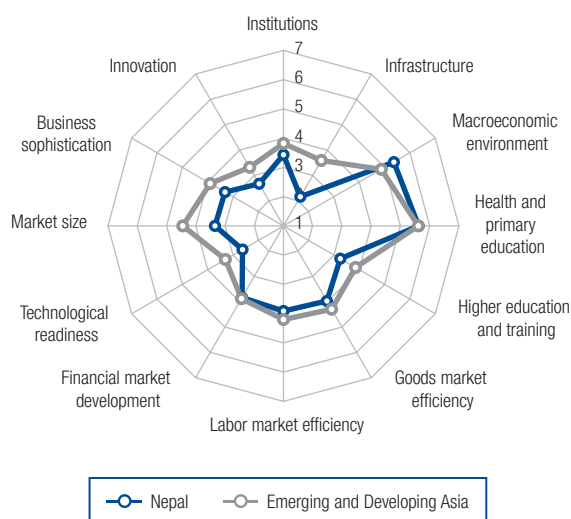 Institutions
7
6
5
4
3
2
1
Infrastructure
Macroeconomic
environment
Health and
primary
education
Higher education
and training
Goods market
efficiency
Labor market efficiency
Financial market
development
Technological
readiness
Market size
Business
sophistication
Innovation
Nepal
Emerging and Developing Asia